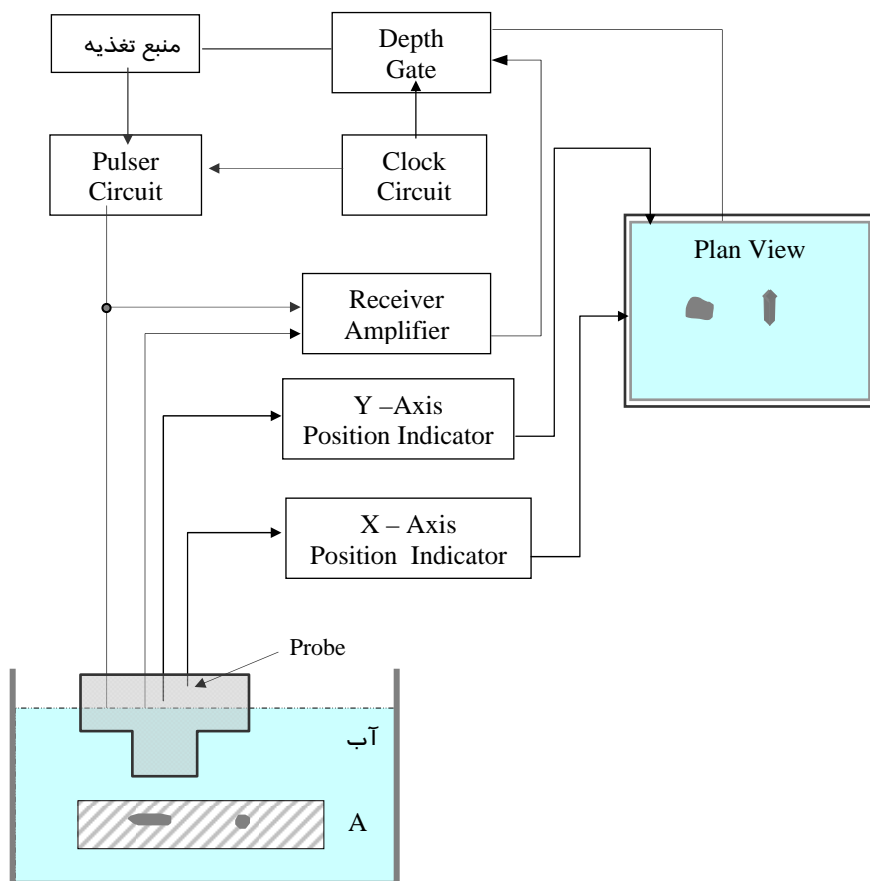 منبع تغذیه
Depth
Gate
Pulser
Circuit
Clock
Circuit
Plan View
Receiver
Amplifier
Y –Axis
Position Indicator
X – Axis
Position Indicator
Probe
آب
A